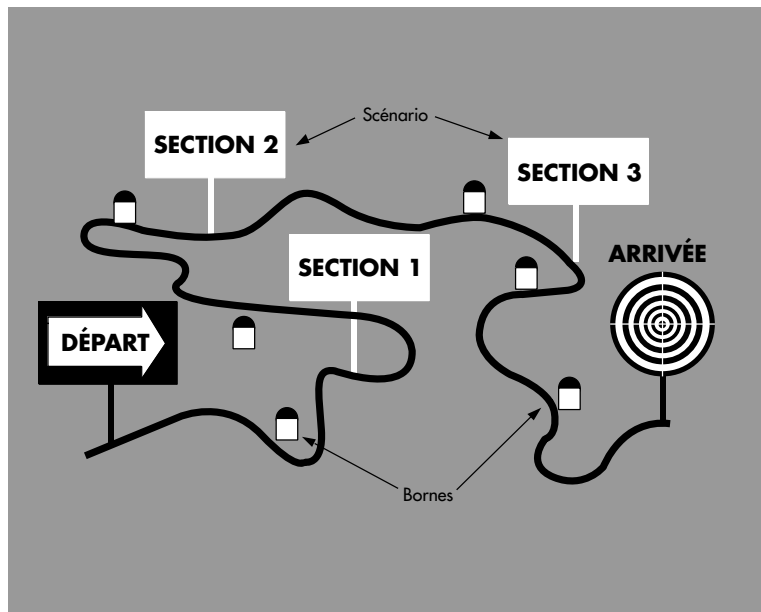 Scénario
SECTION 2
SECTION 3
SECTION 1
ARRIVÉE
DÉPART
Bornes